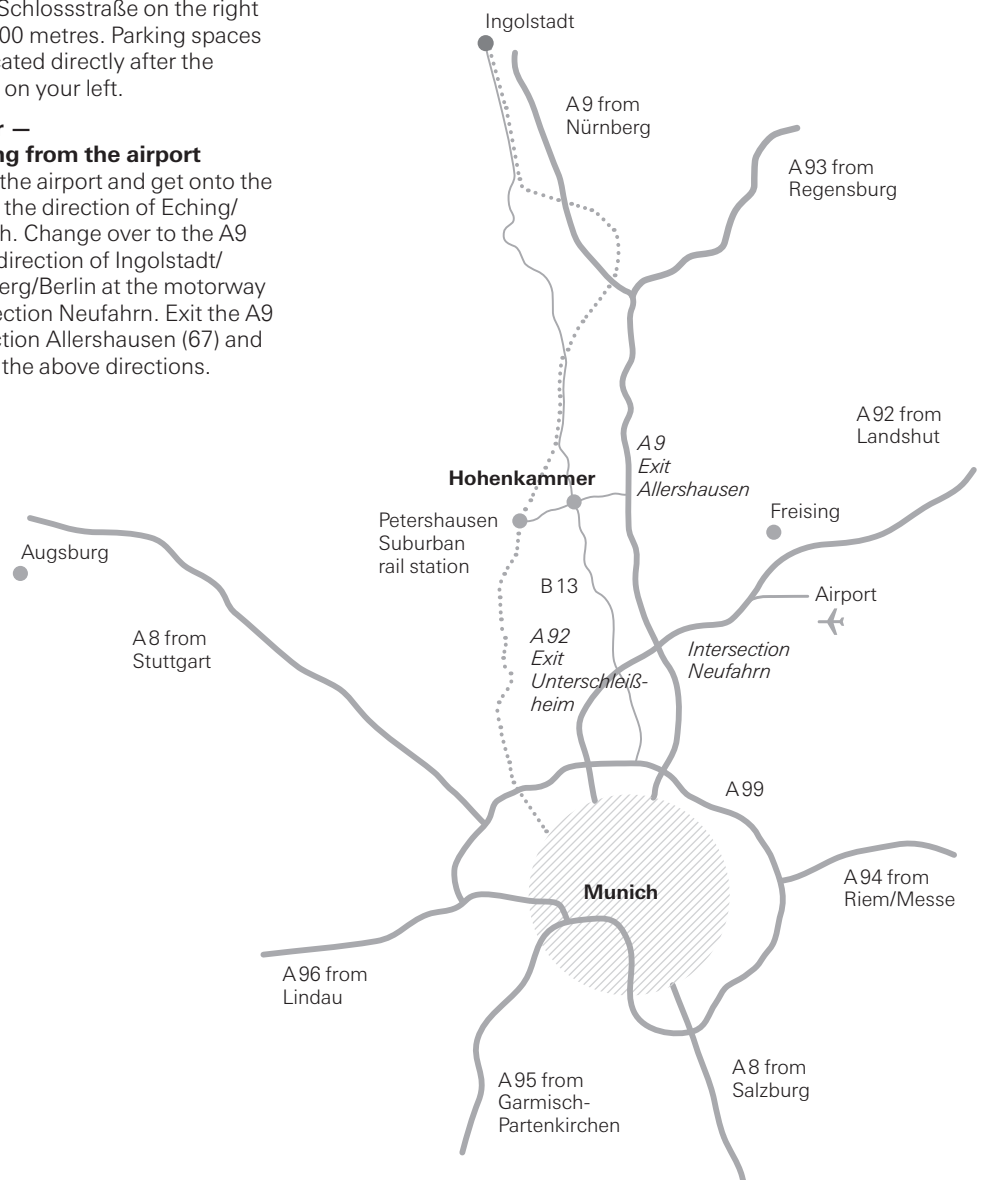 Schlossstraße on the right
00 metres. Parking spaces
cated directly after the
on your left.
r —
ng from the airport
the airport and get onto the
the direction of Eching/
h. Change over to the A9
direction of Ingolstadt/
erg/Berlin at the motorway
ection Neufahrn. Exit the A9
ction Allershausen (67) and
the above directions.
Ingolstadt
A9 from
Nürnberg
A93 from
Regensburg
A92 from
Landshut
A9
Exit
Allershausen
Hohenkammer
Petershausen
Suburban
rail station
Freising
Airport
Augsburg
B13
A8 from
Stuttgart
A92
Exit
Unterschleiß-
heim
Intersection
Neufahrn
A99
Munich
A94 from
Riem/Messe
A96 from
Lindau
A95 from
Garmisch-
Partenkirchen
A8 from
Salzburg